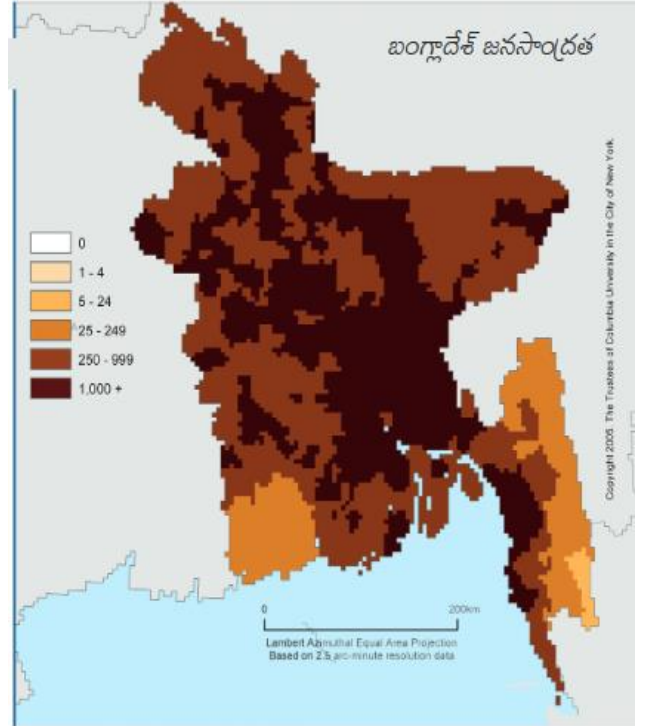 బంగ్లాదేశ్ జనసాంద్రత
0
1 - 4
5 - 24
25 - 249
250 - 999
1,000 +
Copyright 2005. The Trustees of Columbia University in the City of New York.
0 200km
Lambert Azimuthal Equal Area Projection
Based on 2.5 arc-minute resolution data